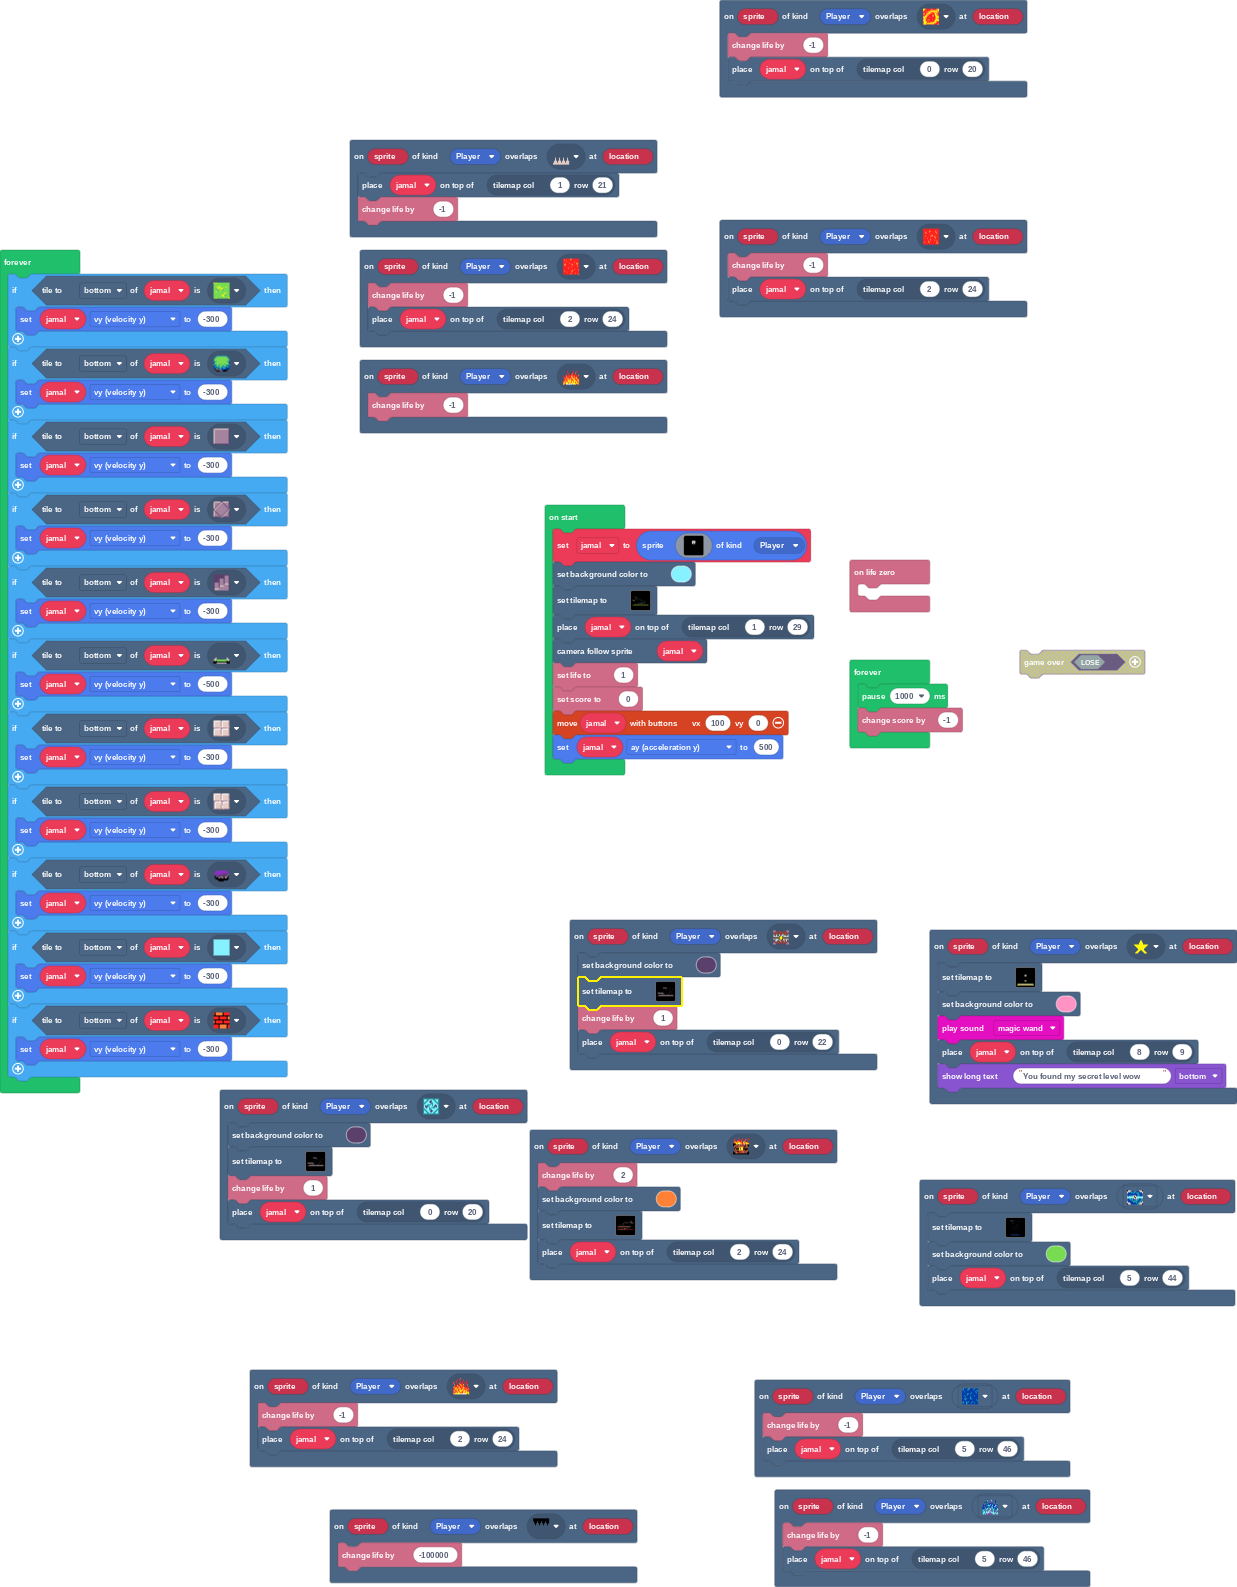 on sprite of kind Player overlaps at location
change life by -1
place jamal on top of tilemap col 0 row 20
on sprite of kind Player overlaps at location
place jamal on top of tilemap col 1 row 21
change life by -1
on sprite of kind Player overlaps at location
change life by -1
place jamal on top of tilemap col 2 row 24
on sprite of kind Player overlaps at location
change life by -1
place jamal on top of tilemap col 2 row 24
on sprite of kind Player overlaps at location
change life by -1
forever
if tile to bottom of jamal is then
set jamal vy (velocity y) to -300
if tile to bottom of jamal is then
set jamal vy (velocity y) to -300
if tile to bottom of jamal is then
set jamal vy (velocity y) to -300
if tile to bottom of jamal is then
set jamal vy (velocity y) to -300
if tile to bottom of jamal is then
set jamal vy (velocity y) to -300
if tile to bottom of jamal is then
set jamal vy (velocity y) to -500
if tile to bottom of jamal is then
set jamal vy (velocity y) to -300
if tile to bottom of jamal is then
set jamal vy (velocity y) to -300
if tile to bottom of jamal is then
set jamal vy (velocity y) to -300
if tile to bottom of jamal is then
set jamal vy (velocity y) to -300
if tile to bottom of jamal is then
set jamal vy (velocity y) to -300
on start
set jamal to sprite of kind Player
set background color to
set tilemap to
place jamal on top of tilemap col 1 row 29
camera follow sprite jamal
set life to 1
set score to 0
move jamal with buttons vx 100 vy 0
set jamal ay (acceleration y) to 500
on life zero
game over LOSE
forever
pause 1000 ms
change score by -1
on sprite of kind Player overlaps at location
set background color to
set tilemap to
change life by 1
place jamal on top of tilemap col 0 row 22
on sprite of kind Player overlaps at location
set tilemap to
set background color to
play sound magic wand
place jamal on top of tilemap col 8 row 9
show long text "You found my secret level wow " bottom
on sprite of kind Player overlaps at location
set background color to
set tilemap to
change life by 1
place jamal on top of tilemap col 0 row 20
on sprite of kind Player overlaps at location
change life by 2
set background color to
set tilemap to
place jamal on top of tilemap col 2 row 24
on sprite of kind Player overlaps at location
set tilemap to
set background color to
place jamal on top of tilemap col 5 row 44
on sprite of kind Player overlaps at location
change life by -1
place jamal on top of tilemap col 2 row 24
on sprite of kind Player overlaps at location
change life by -1
place jamal on top of tilemap col 5 row 46
on sprite of kind Player overlaps at location
change life by -1
place jamal on top of tilemap col 5 row 46
on sprite of kind Player overlaps at location
change life by -100000